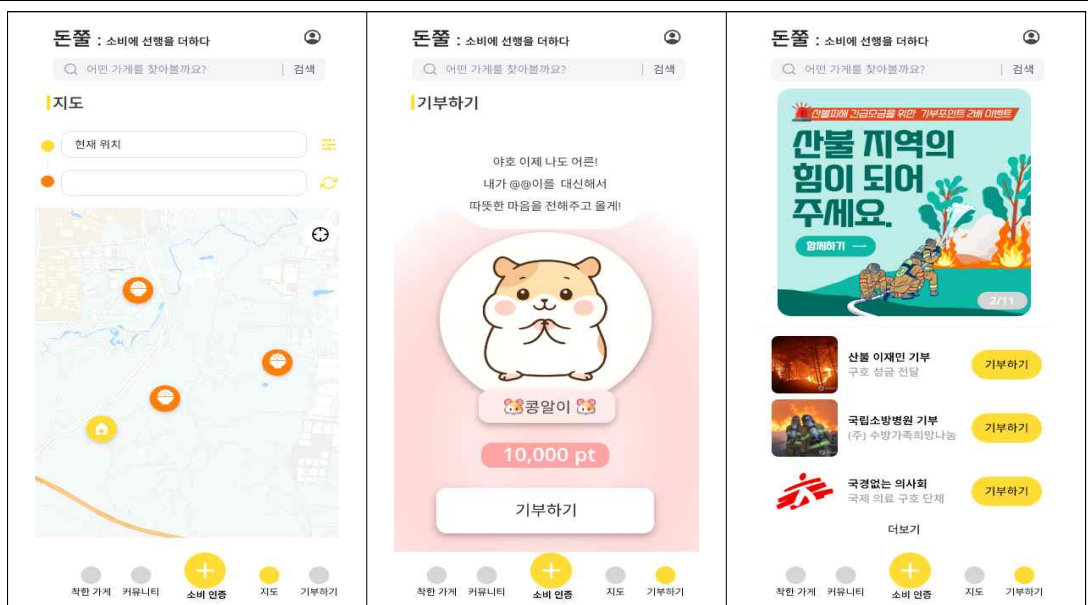 돈쭐 : 소비에 선행을 더하다
어떤 가게를 찾아볼까요? | 검색
지도
현재 위치
착한 가게 커뮤니티 소비 인증 지도 기부하기
돈쭐 : 소비에 선행을 더하다
어떤 가게를 찾아볼까요? | 검색
기부하기
야호 이제 나도 어른!
내가 @@이를 대신해서
따뜻한 마음을 전해주고 올게!
🐹콩알이🐹
10,000 pt
기부하기
착한 가게 커뮤니티 소비 인증 지도 기부하기
돈쭐 : 소비에 선행을 더하다
어떤 가게를 찾아볼까요? | 검색
산불피해 긴급모금을 위한 기부포인트 2배 이벤트
산불 지역의
힘이 되어
주세요.
함께하기 →
2/11
산불 이재민 기부
구호 성금 전달
기부하기
국립소방병원 기부
(주) 수방가족희망나눔
기부하기
국경없는 의사회
국제 의료 구호 단체
기부하기
더보기
착한 가게 커뮤니티 소비 인증 지도 기부하기